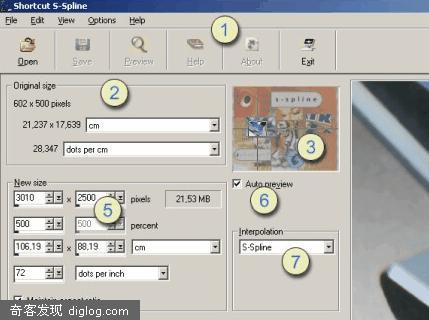 Shortcut S-Spline
File Edit View Options Help
1
Open Save Preview Help About Exit
Original size
2
602 x 500 pixels
21,237 x 17,639 cm
28,347 dots per cm
s-spline
3
Auto preview
New size
3010 x 2500 pixels 21,53 MB
5
6
500 500 percent
Interpolation
106,19 x 88,19 cm
S-Spline
7
72 dots per inch
Maintain aspect ratio
奇客发现 diglog.com